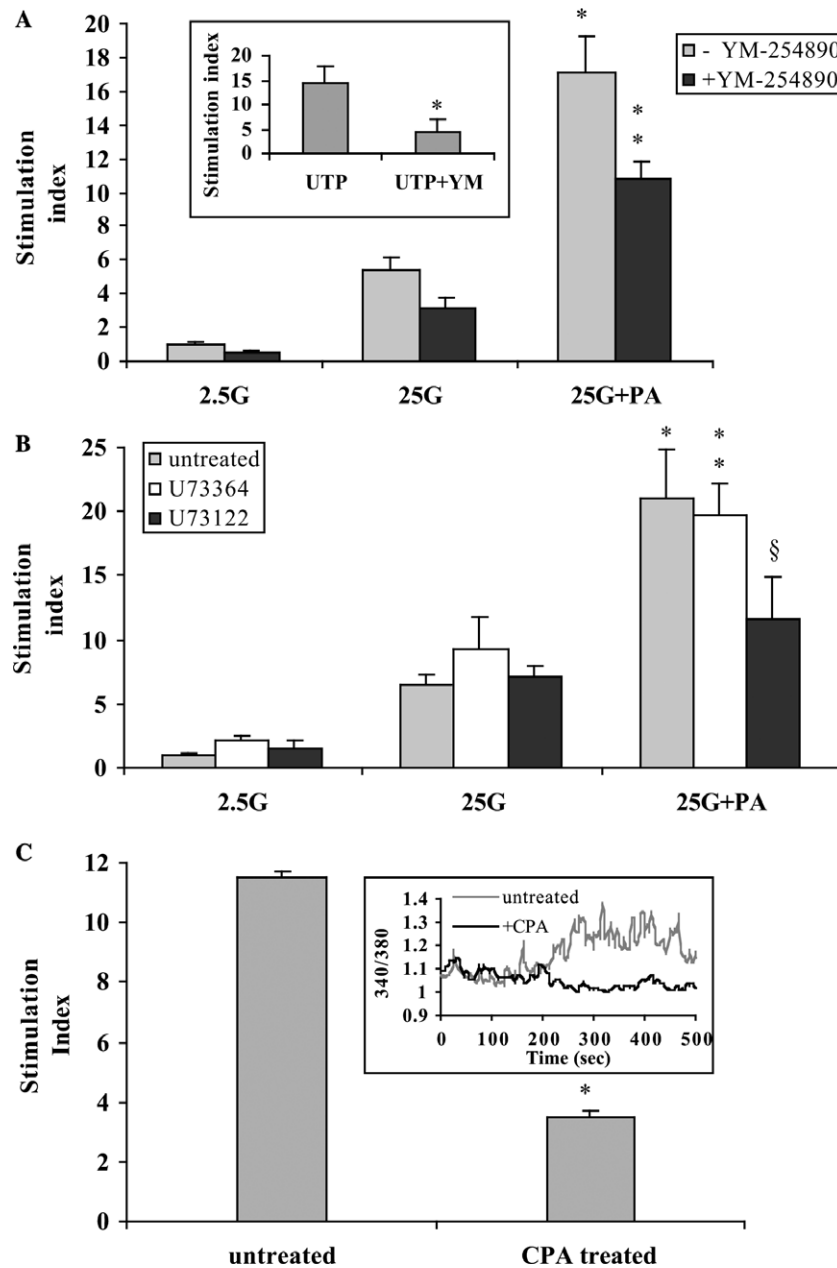 A
20
18
16
14
12
10
8
6
4
2
0
Stimulation
index
2.5G
25G
25G+PA
*
*
*
- YM-254890
+YM-254890
Stimulation index
20
15
10
5
0
*
UTP
UTP+YM
B
25
20
15
10
5
0
Stimulation
index
untreated
U73364
U73122
*
*
*
§
2.5G
25G
25G+PA
C
12
10
8
6
4
2
0
Stimulation
Index
untreated
CPA treated
*
untreated
+CPA
340/380
1.4
1.3
1.2
1.1
1
0.9
0 100 200 300 400 500
Time (sec)